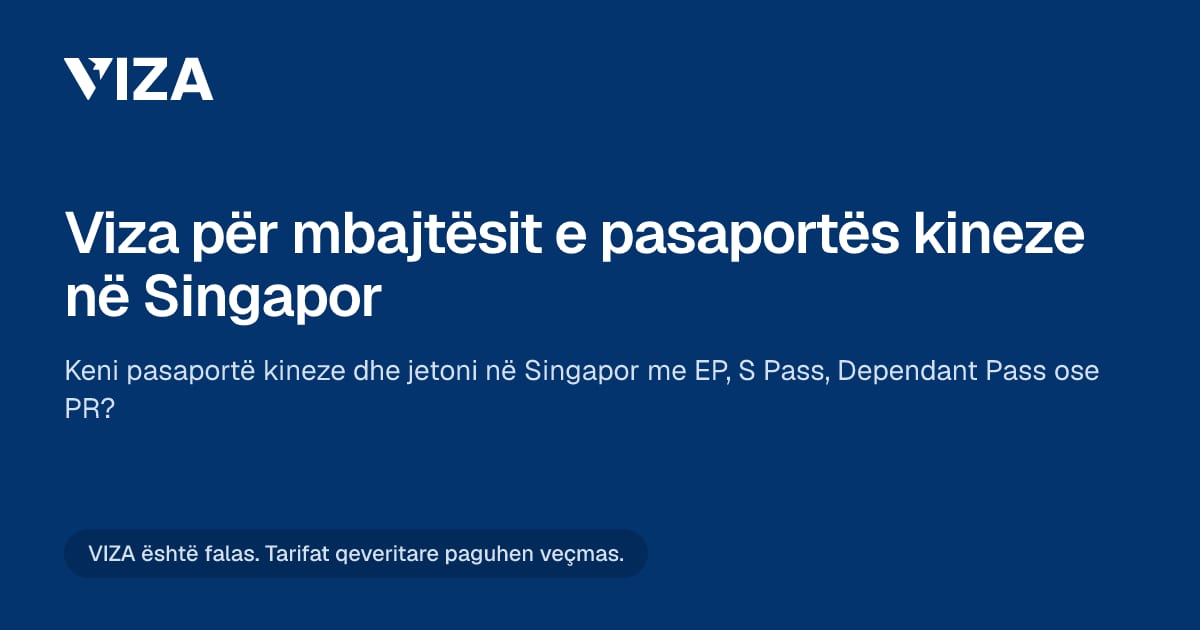 VIZA
Viza për mbajtësit e pasaportës kineze
në Singapor
Keni pasaportë kineze dhe jetoni në Singapor me EP, S Pass, Dependant Pass ose
PR?
VIZA është falas. Tarifat qeveritare paguhen veçmas.